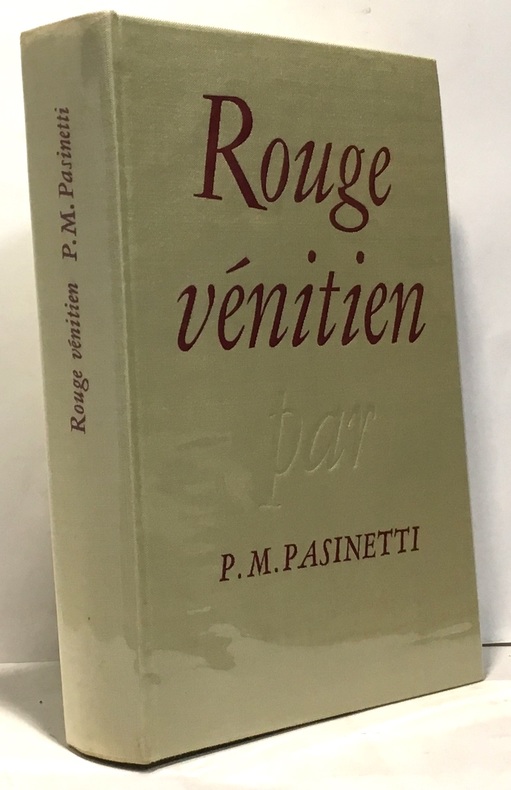 Rouge vénitien P.M.Pasinetti
Rouge
vénitien
par
P.M.PASINETTI